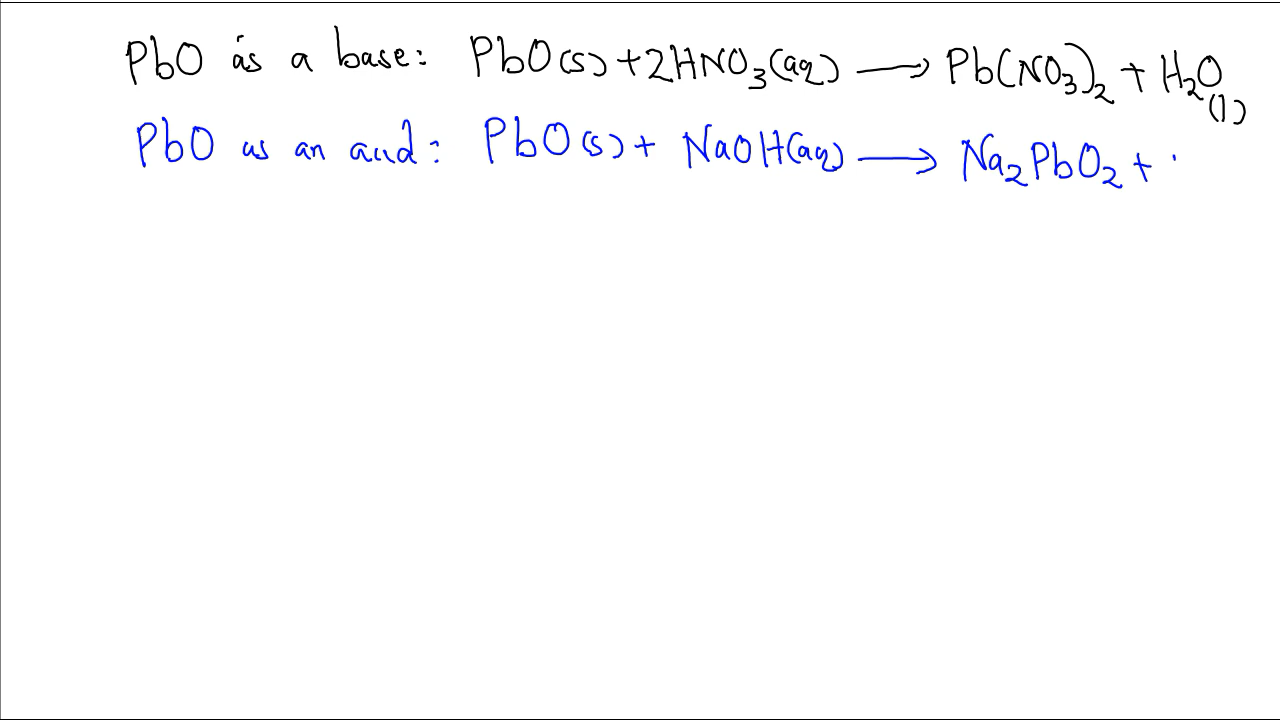 PbO as a base: PbO(s) + 2HNO₃(aq) ⟶ Pb(NO₃)₂ + H₂O(l)
PbO as an acid: PbO(s) + NaOH(aq) ⟶ Na₂PbO₂ +